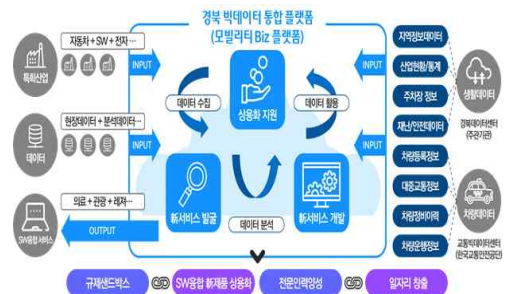 경북 빅데이터 통합 플랫폼
(모빌리티 Biz 플랫폼)
자동차 + SW + 전자…
특화산업
INPUT
현장데이터 + 분석데이터…
데이터
INPUT
의료 + 관광 + 레져…
SW융합 서비스
OUTPUT
데이터 수집
상용화 지원
데이터 활용
新서비스 발굴
데이터 분석
新서비스 개발
INPUT
INPUT
지역정보데이터
산업현황/통계
주차장 정보
재난/안전데이터
차량등록정보
대중교통정보
차량정비이력
차량운행정보
생활데이터
경북데이터센터
(주관기관)
차량데이터
교통빅데이터센터
(한국교통안전공단)
규제샌드박스
SW융합 新제품 상용화
전문인력양성
일자리 창출